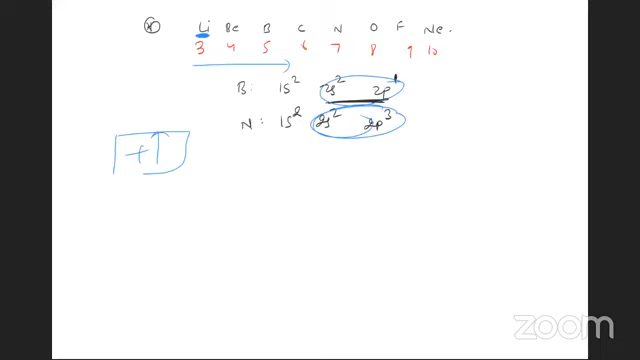 Li Be B C N O F Ne.
3 4 5 6 7 8 9 10
B: 1s² 2s² 2p¹
N: 1s² 2s² 2p³
+↑
zoom